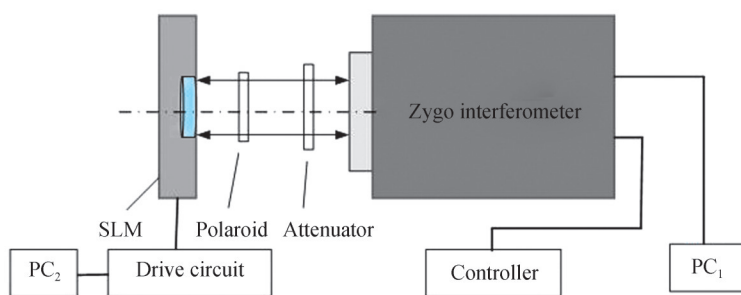 Zygo interferometer
SLM
Polaroid
Attenuator
PC₂
Drive circuit
Controller
PC₁